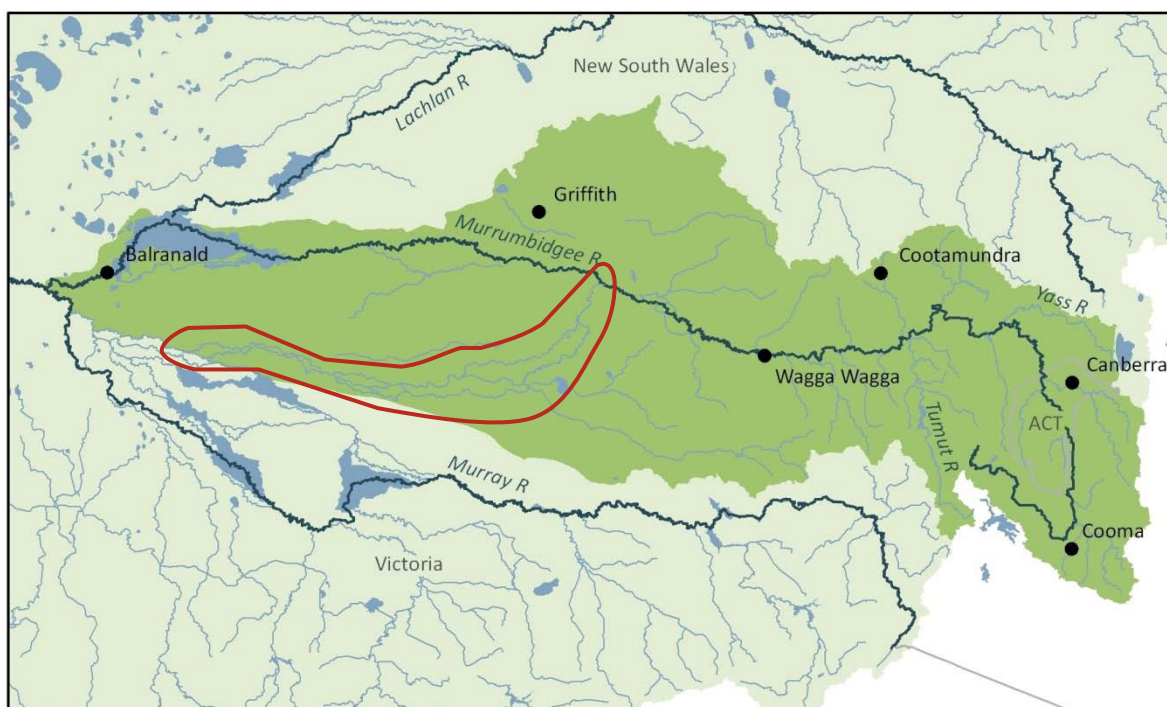 New South Wales
Lachlan R
Griffith
Murrumbidgee R
Balranald
Cootamundra
Yass R
Wagga Wagga
Canberra
ACT
Tumut R
Murray R
Cooma
Victoria